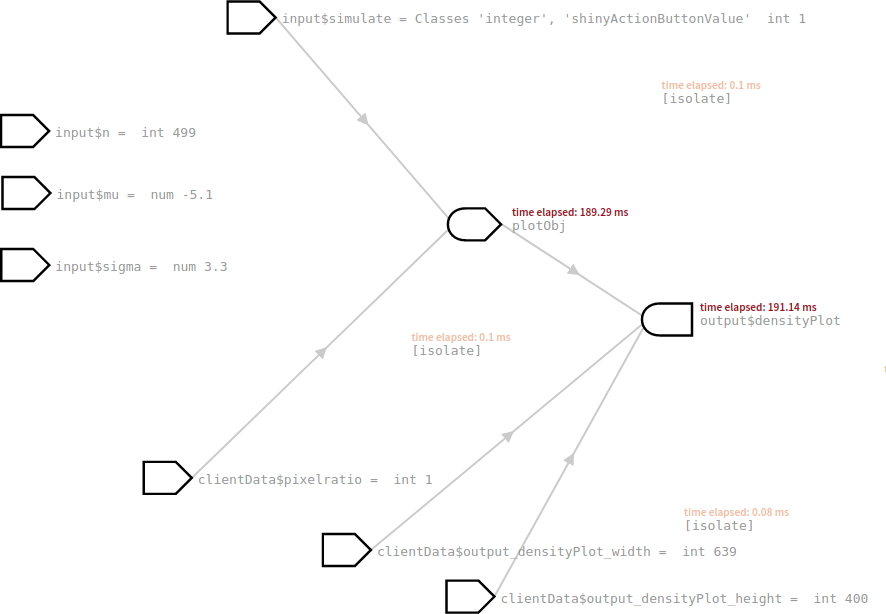 input$simulate = Classes 'integer', 'shinyActionButtonValue'  int 1
time elapsed: 0.1 ms
[isolate]
input$n =  int 499
input$mu =  num -5.1
time elapsed: 189.29 ms
plotObj
input$sigma =  num 3.3
time elapsed: 191.14 ms
output$densityPlot
time elapsed: 0.1 ms
[isolate]
clientData$pixelratio =  int 1
time elapsed: 0.08 ms
[isolate]
clientData$output_densityPlot_width =  int 639
clientData$output_densityPlot_height =  int 400